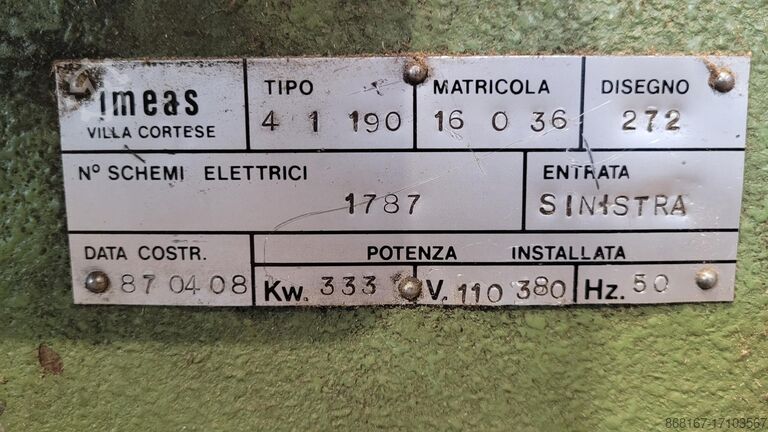 imeas
VILLA CORTESE
TIPO
4 1 190
MATRICOLA
16 0 36
DISEGNO
272
Nº SCHEMI ELETTRICI
1787
ENTRATA
SINISTRA
DATA COSTR.
87 04 08
POTENZA INSTALLATA
Kw. 333
V. 110 380
Hz. 50
868167-17103567